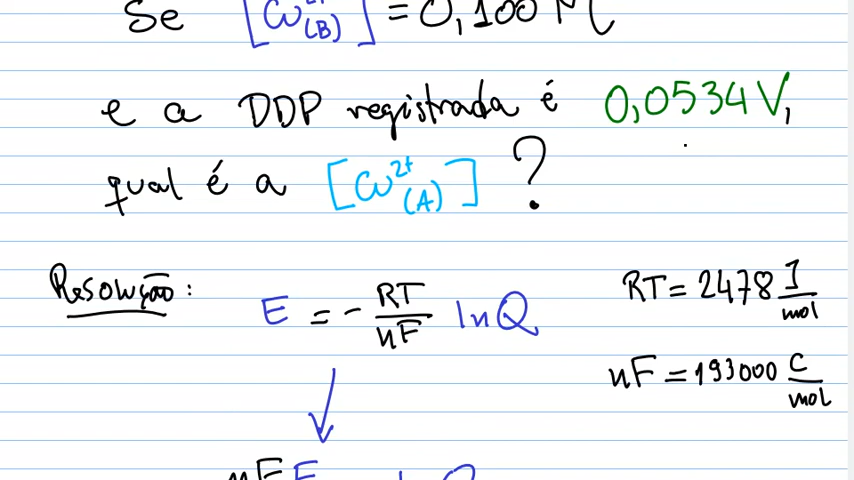 Se [Cu²⁺(B)] = 0,100 M
e a DDP registrada é 0,0534 V,
qual é a [Cu²⁺(A)] ?
Resolução:
E = - RT/nF lnQ
RT = 2478 J/mol
nF = 193000 C/mol
nFE